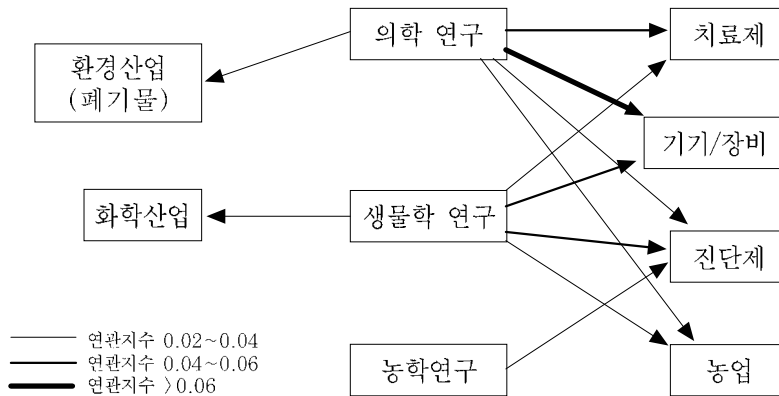 의학 연구
치료제
환경산업
(폐기물)
기기/장비
화학산업
생물학 연구
진단제
농학연구
농업
연관지수 0.02~0.04
연관지수 0.04~0.06
연관지수 〉0.06